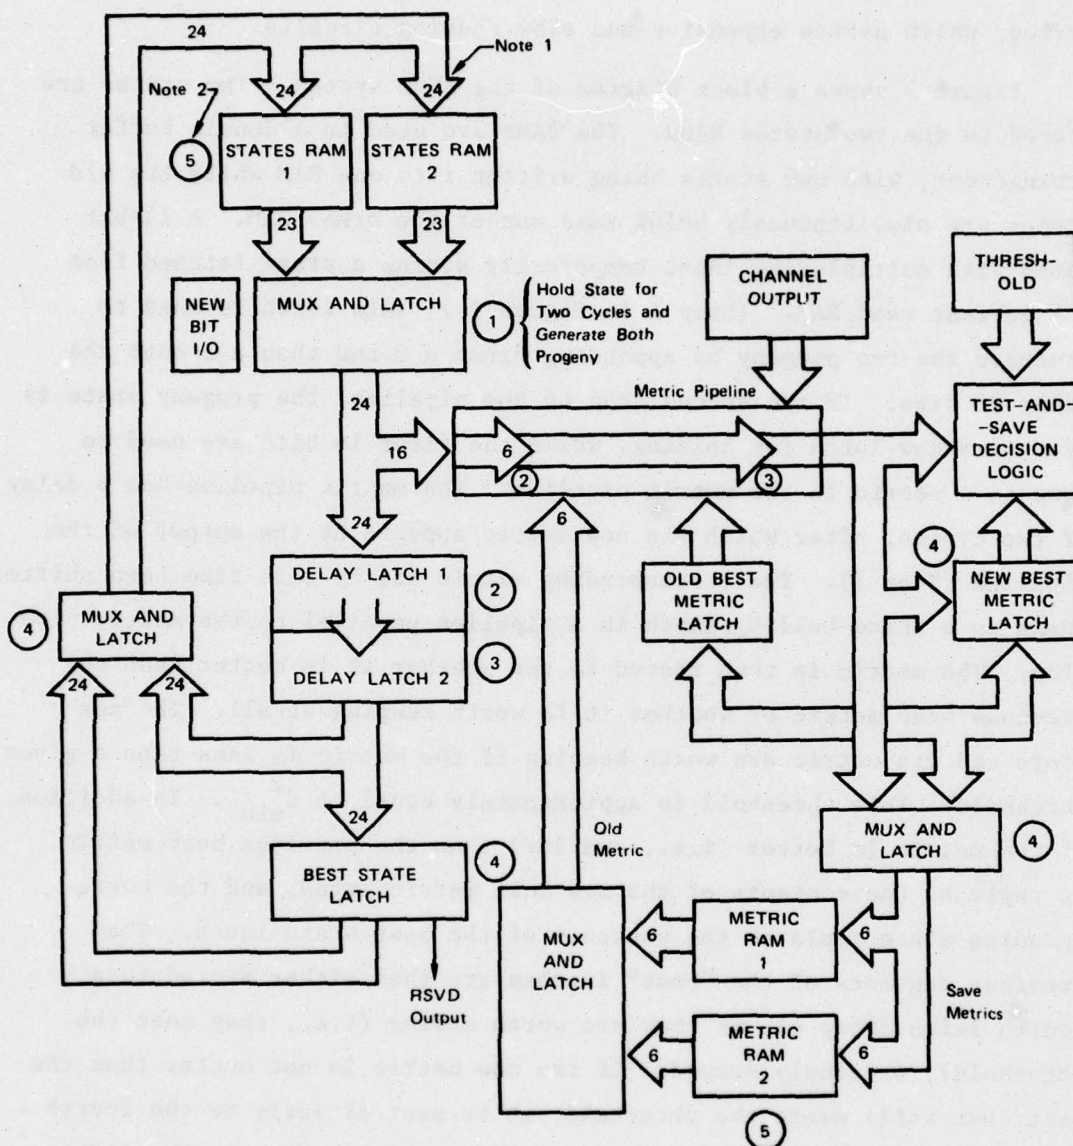 24
Note 1
Note 2
24
24
5
STATES RAM
1
STATES RAM
2
23
23
NEW
BIT
I/O
MUX AND LATCH
1
Hold State for
Two Cycles and
Generate Both
Progeny
CHANNEL
OUTPUT
THRESH-
OLD
24
Metric Pipeline
16
6
2
3
TEST-AND-
-SAVE
DECISION
LOGIC
24
6
4
DELAY LATCH 1
2
OLD BEST
METRIC
LATCH
NEW BEST
METRIC
LATCH
4
MUX AND
LATCH
3
DELAY LATCH 2
24
24
24
Old
Metric
MUX AND
LATCH
4
4
BEST STATE
LATCH
MUX
AND
LATCH
6
METRIC
RAM
1
6
RSVD
Output
Save
Metrics
6
METRIC
RAM
2
6
5